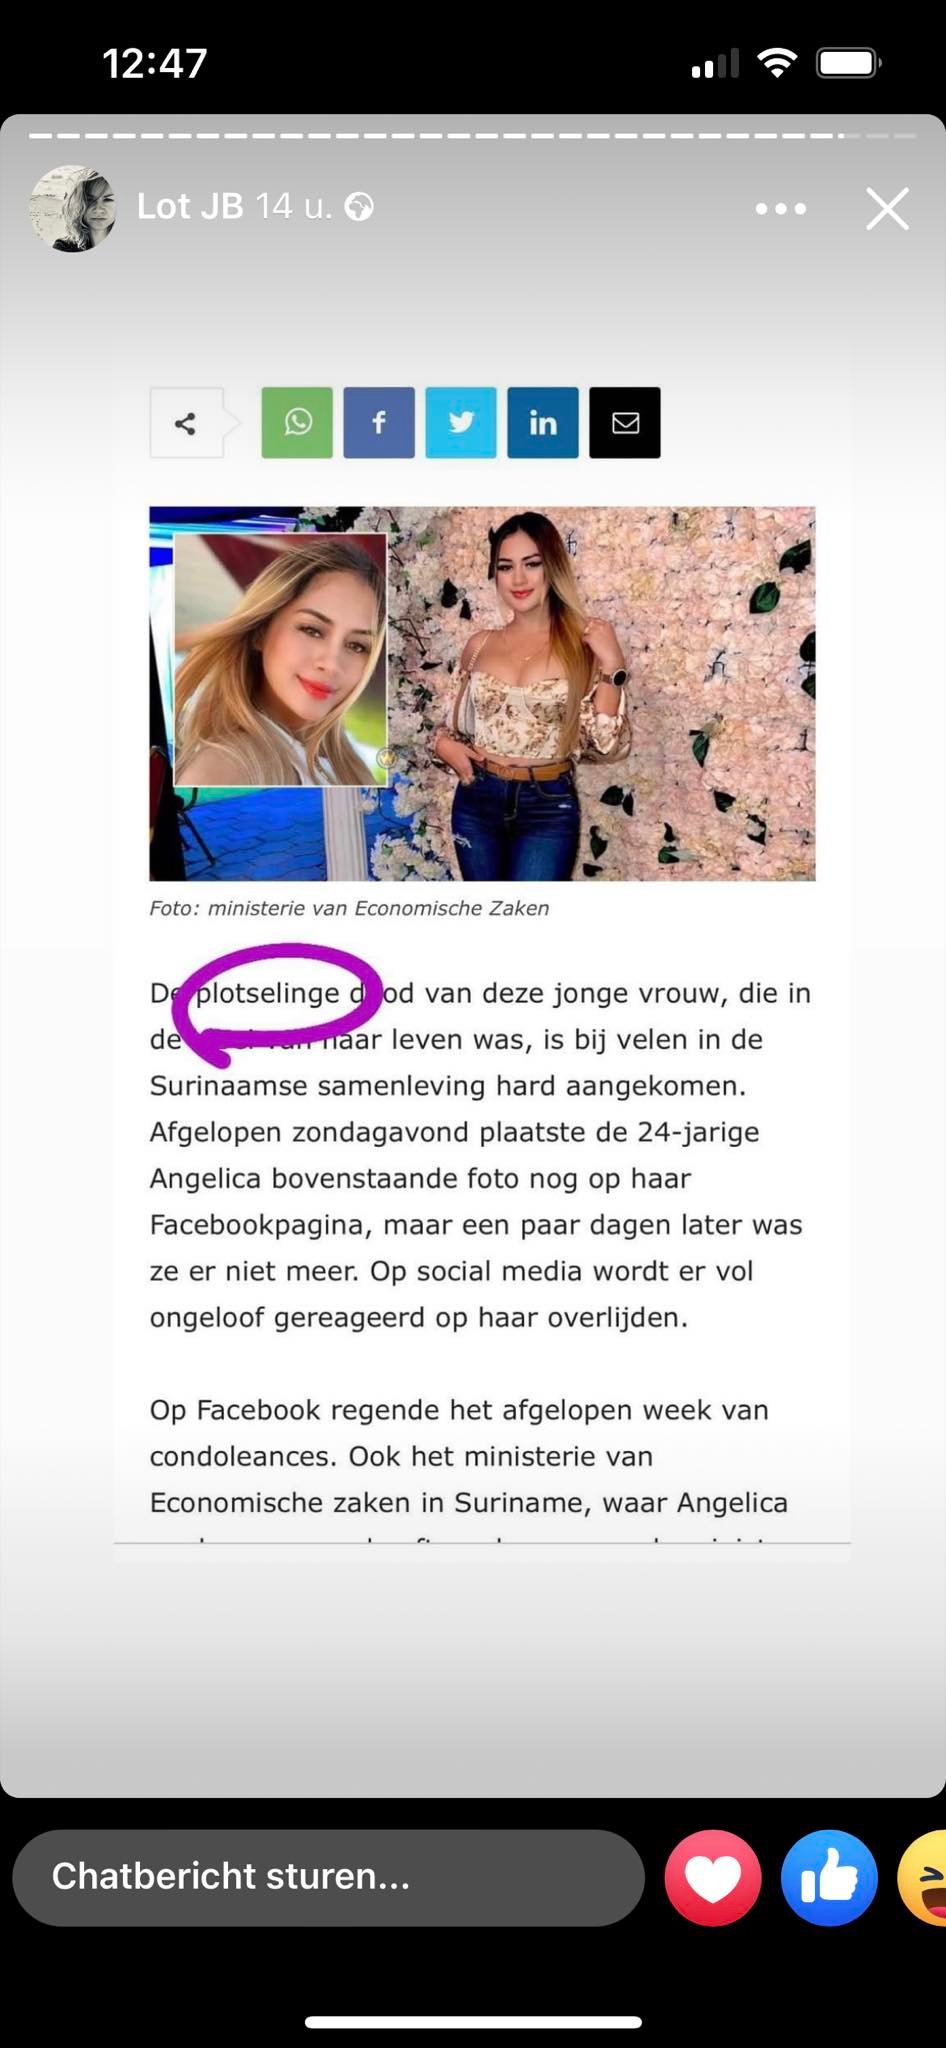 12:47
Lot JB 14 u.
f
in
Foto: ministerie van Economische Zaken
De plotselinge dood van deze jonge vrouw, die in
de van haar leven was, is bij velen in de
Surinaamse samenleving hard aangekomen.
Afgelopen zondagavond plaatste de 24-jarige
Angelica bovenstaande foto nog op haar
Facebookpagina, maar een paar dagen later was
ze er niet meer. Op social media wordt er vol
ongeloof gereageerd op haar overlijden.
Op Facebook regende het afgelopen week van
condoleances. Ook het ministerie van
Economische zaken in Suriname, waar Angelica
Chatbericht sturen...